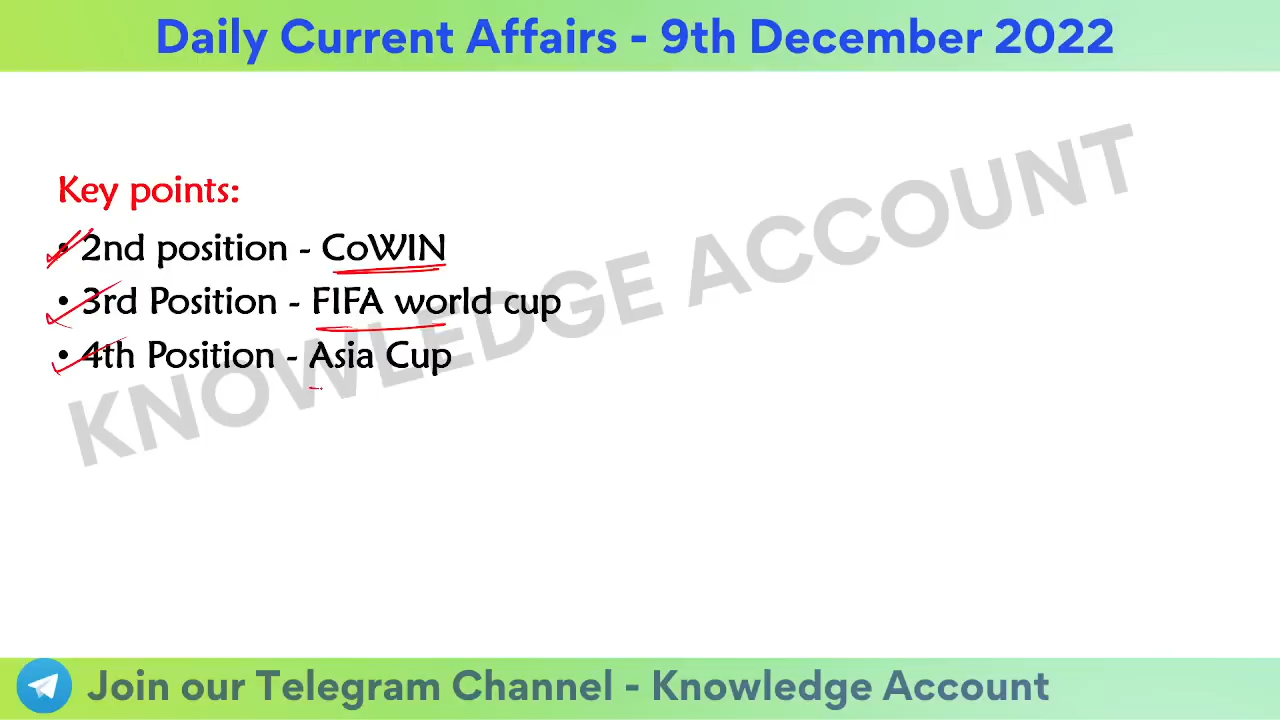 Daily Current Affairs - 9th December 2022
Key points:
• 2nd position - CoWIN
• 3rd Position - FIFA world cup
• 4th Position - Asia Cup
KNOWLEDGE ACCOUNT
Join our Telegram Channel - Knowledge Account